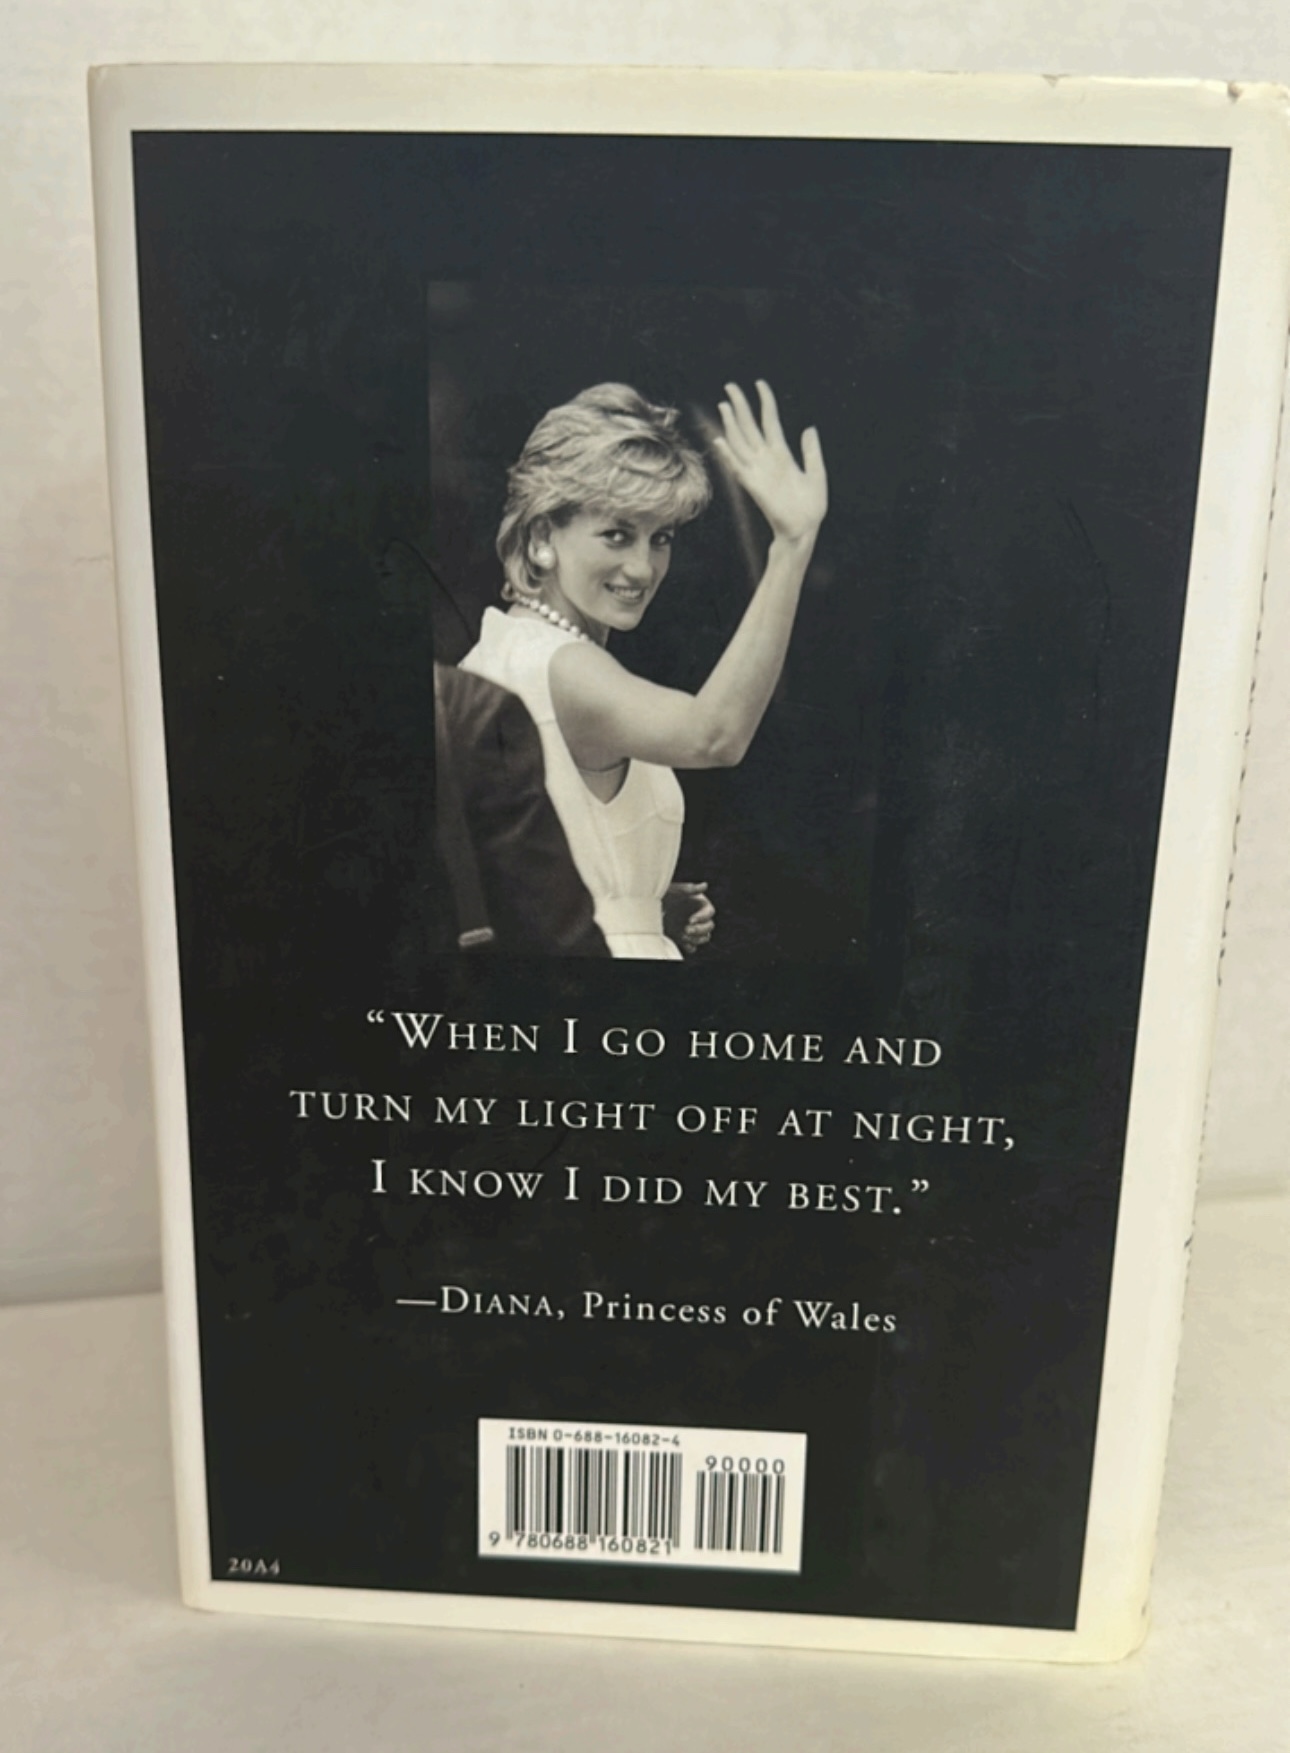 “WHEN I GO HOME AND
TURN MY LIGHT OFF AT NIGHT,
I KNOW I DID MY BEST.”
—DIANA, Princess of Wales
ISBN 0-688-16082-4
90000
9 780688 160821
20A4